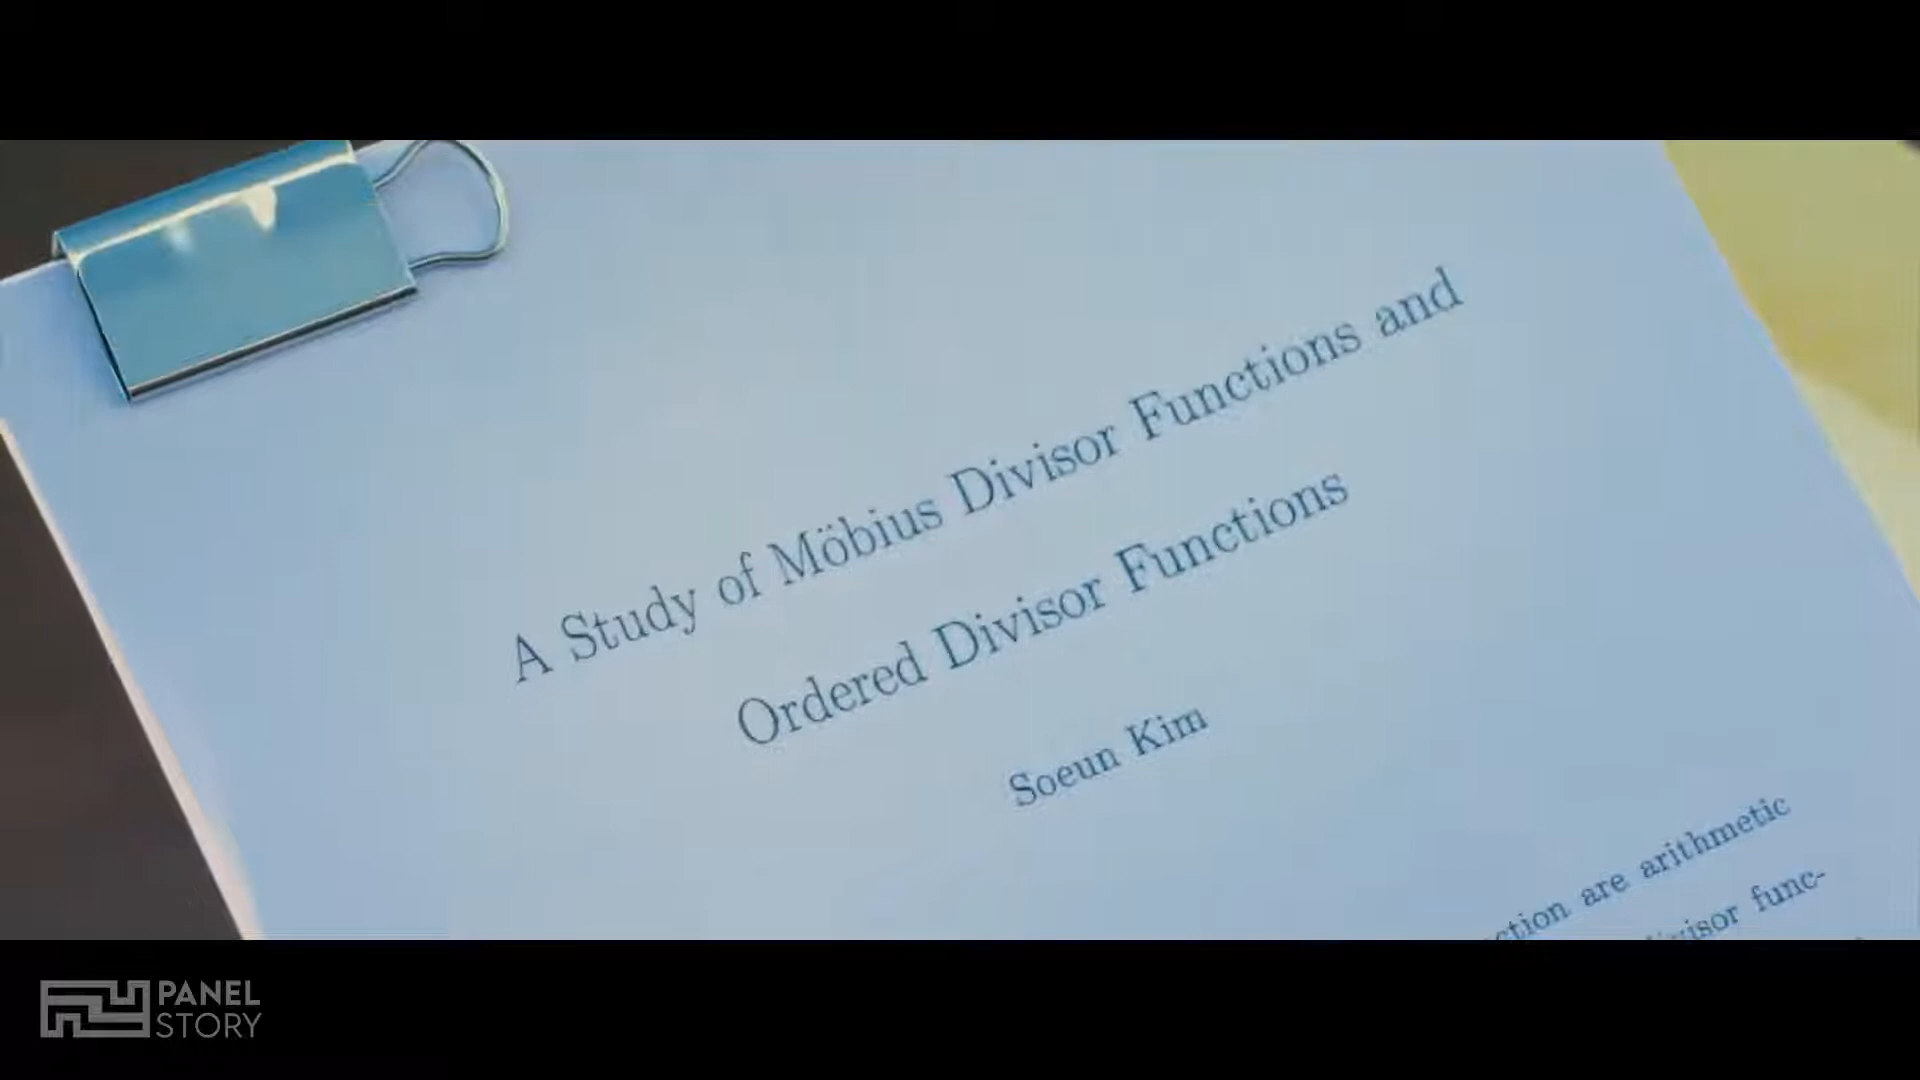 A Study of Möbius Divisor Functions and
Ordered Divisor Functions
Soeun Kim
are arithmetic
func-
PANEL
STORY